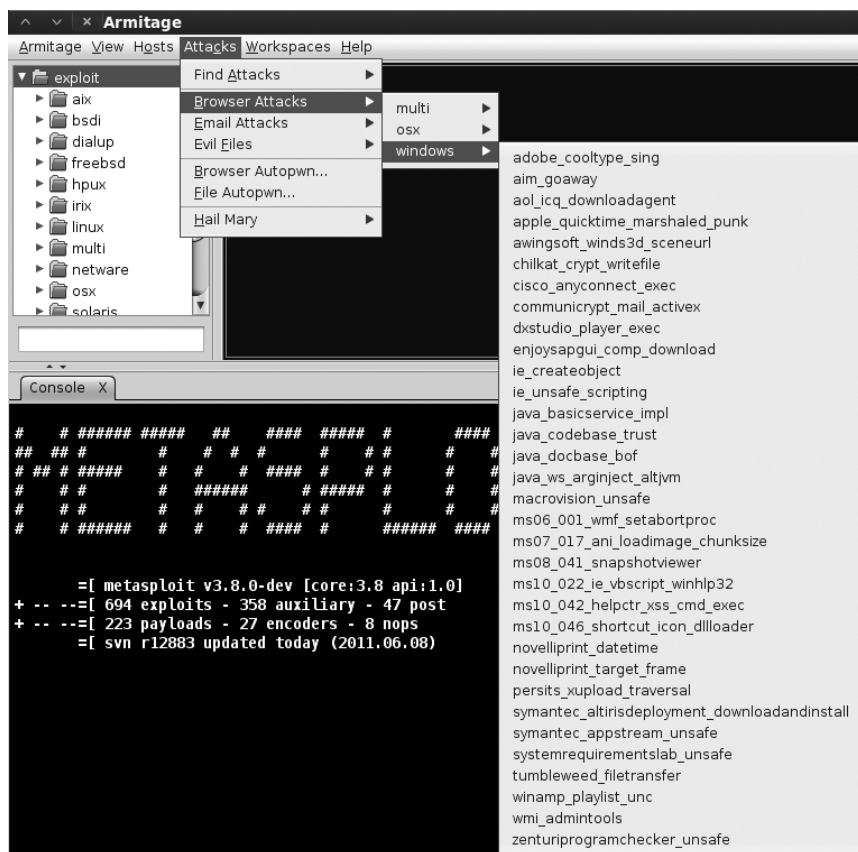 Armitage
Armitage View Hosts Attacks Workspaces Help
exploit
aix
bsdi
dialup
freebsd
hpux
irix
linux
multi
netware
osx
solaris
Find Attacks
Browser Attacks
Email Attacks
Evil Files
Browser Autopwn...
File Autopwn...
Hail Mary
multi
osx
windows
adobe_cooltype_sing
aim_goaway
aol_icq_downloadagent
apple_quicktime_marshaled_punk
awingsoft_winds3d_sceneurl
chilkat_crypt_writefile
cisco_anyconnect_exec
communicrypt_mail_activex
dxstudio_player_exec
enjoysapgui_comp_download
ie_createobject
ie_unsafe_scripting
java_basicservice_impl
java_codebase_trust
java_docbase_bof
java_ws_arginject_altjvm
macrovision_unsafe
ms06_001_wmf_setabortproc
ms07_017_ani_loadimage_chunksize
ms08_041_snapshotviewer
ms10_022_ie_vbscript_winhlp32
ms10_042_helpctr_xss_cmd_exec
ms10_046_shortcut_icon_dllloader
novelliprint_datetime
novelliprint_target_frame
persits_xupload_traversal
symantec_altirisdeployment_downloadandinstall
symantec_appstream_unsafe
systemrequirementslab_unsafe
tumbleweed_filetransfer
winamp_playlist_unc
wmi_admintools
zenturiprogramchecker_unsafe
Console X
METASPLO
=[ metasploit v3.8.0-dev [core:3.8 api:1.0]
+ -- --=[ 694 exploits - 358 auxiliary - 47 post
+ -- --=[ 223 payloads - 27 encoders - 8 nops
=[ svn r12883 updated today (2011.06.08)